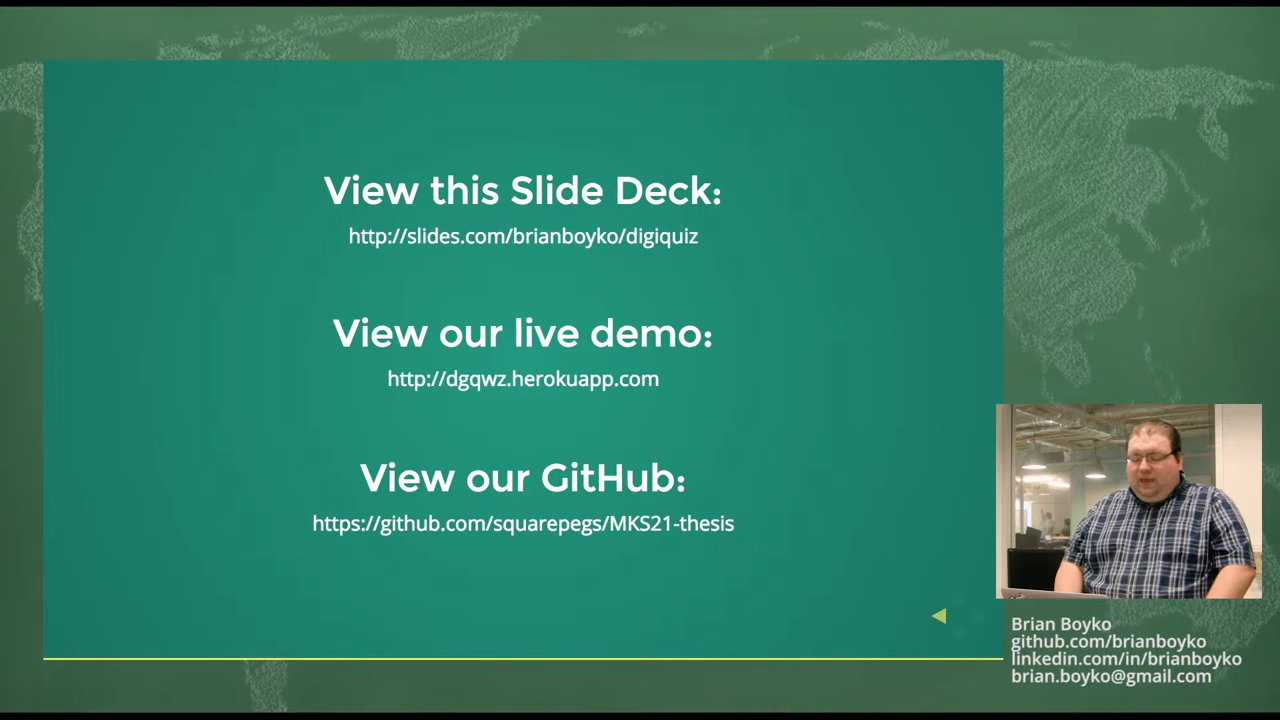 View this Slide Deck:
http://slides.com/brianboyko/digiquiz
View our live demo:
http://dgqwz.herokuapp.com
View our GitHub:
https://github.com/squarepegs/MKS21-thesis
Brian Boyko
github.com/brianboyko
linkedin.com/in/brianboyko
brian.boyko@gmail.com